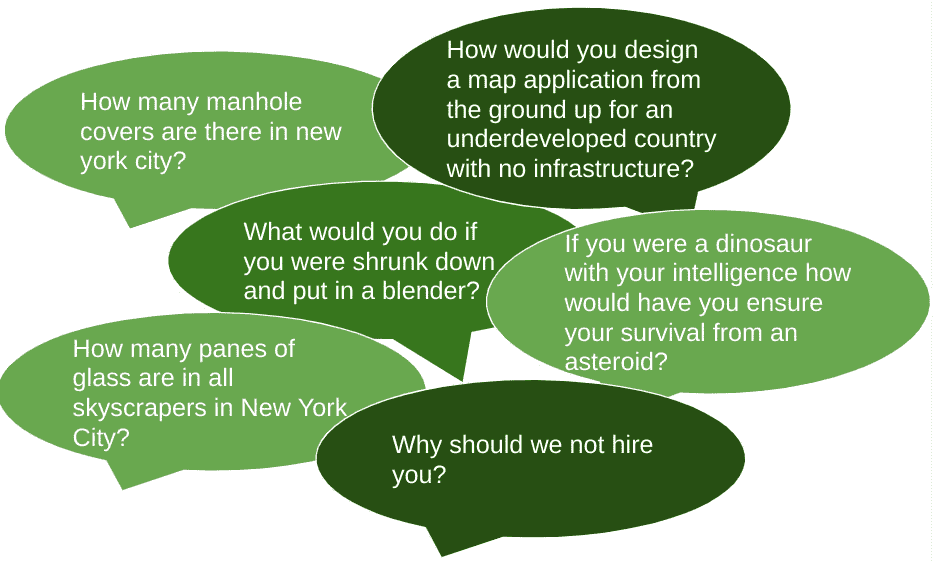 How many manhole
covers are there in new
york city?
How would you design
a map application from
the ground up for an
underdeveloped country
with no infrastructure?
What would you do if
you were shrunk down
and put in a blender?
If you were a dinosaur
with your intelligence how
would have you ensure
your survival from an
asteroid?
How many panes of
glass are in all
skyscrapers in New York
City?
Why should we not hire
you?